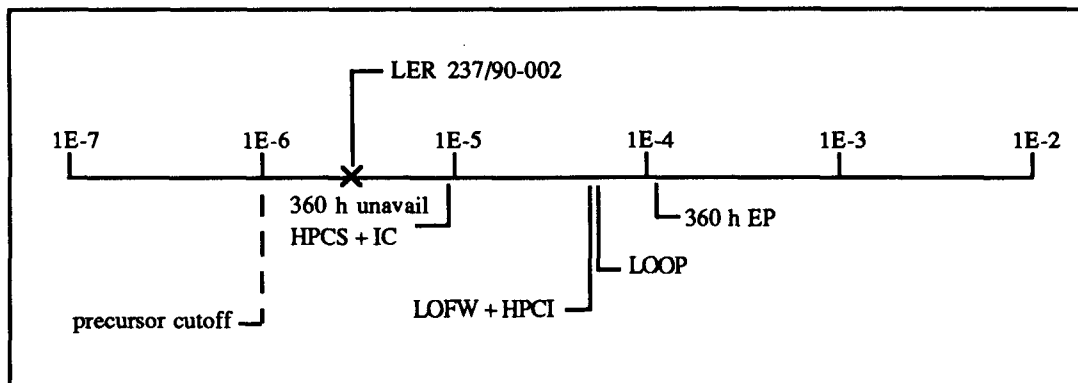 LER 237/90-002
1E-7 1E-6 1E-5 1E-4 1E-3 1E-2
360 h unavail
HPCS + IC
360 h EP
LOOP
LOFW + HPCI
precursor cutoff